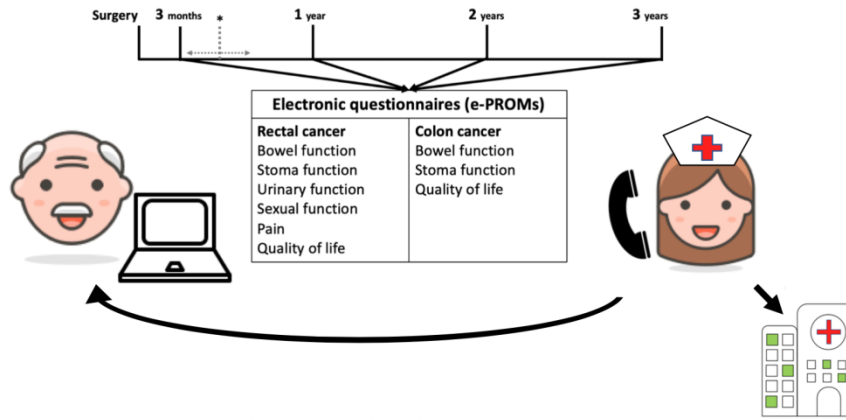 Surgery 3 months * 1 year 2 years 3 years
Electronic questionnaires (e-PROMs)
Rectal cancer
Bowel function
Stoma function
Urinary function
Sexual function
Pain
Quality of life
Colon cancer
Bowel function
Stoma function
Quality of life